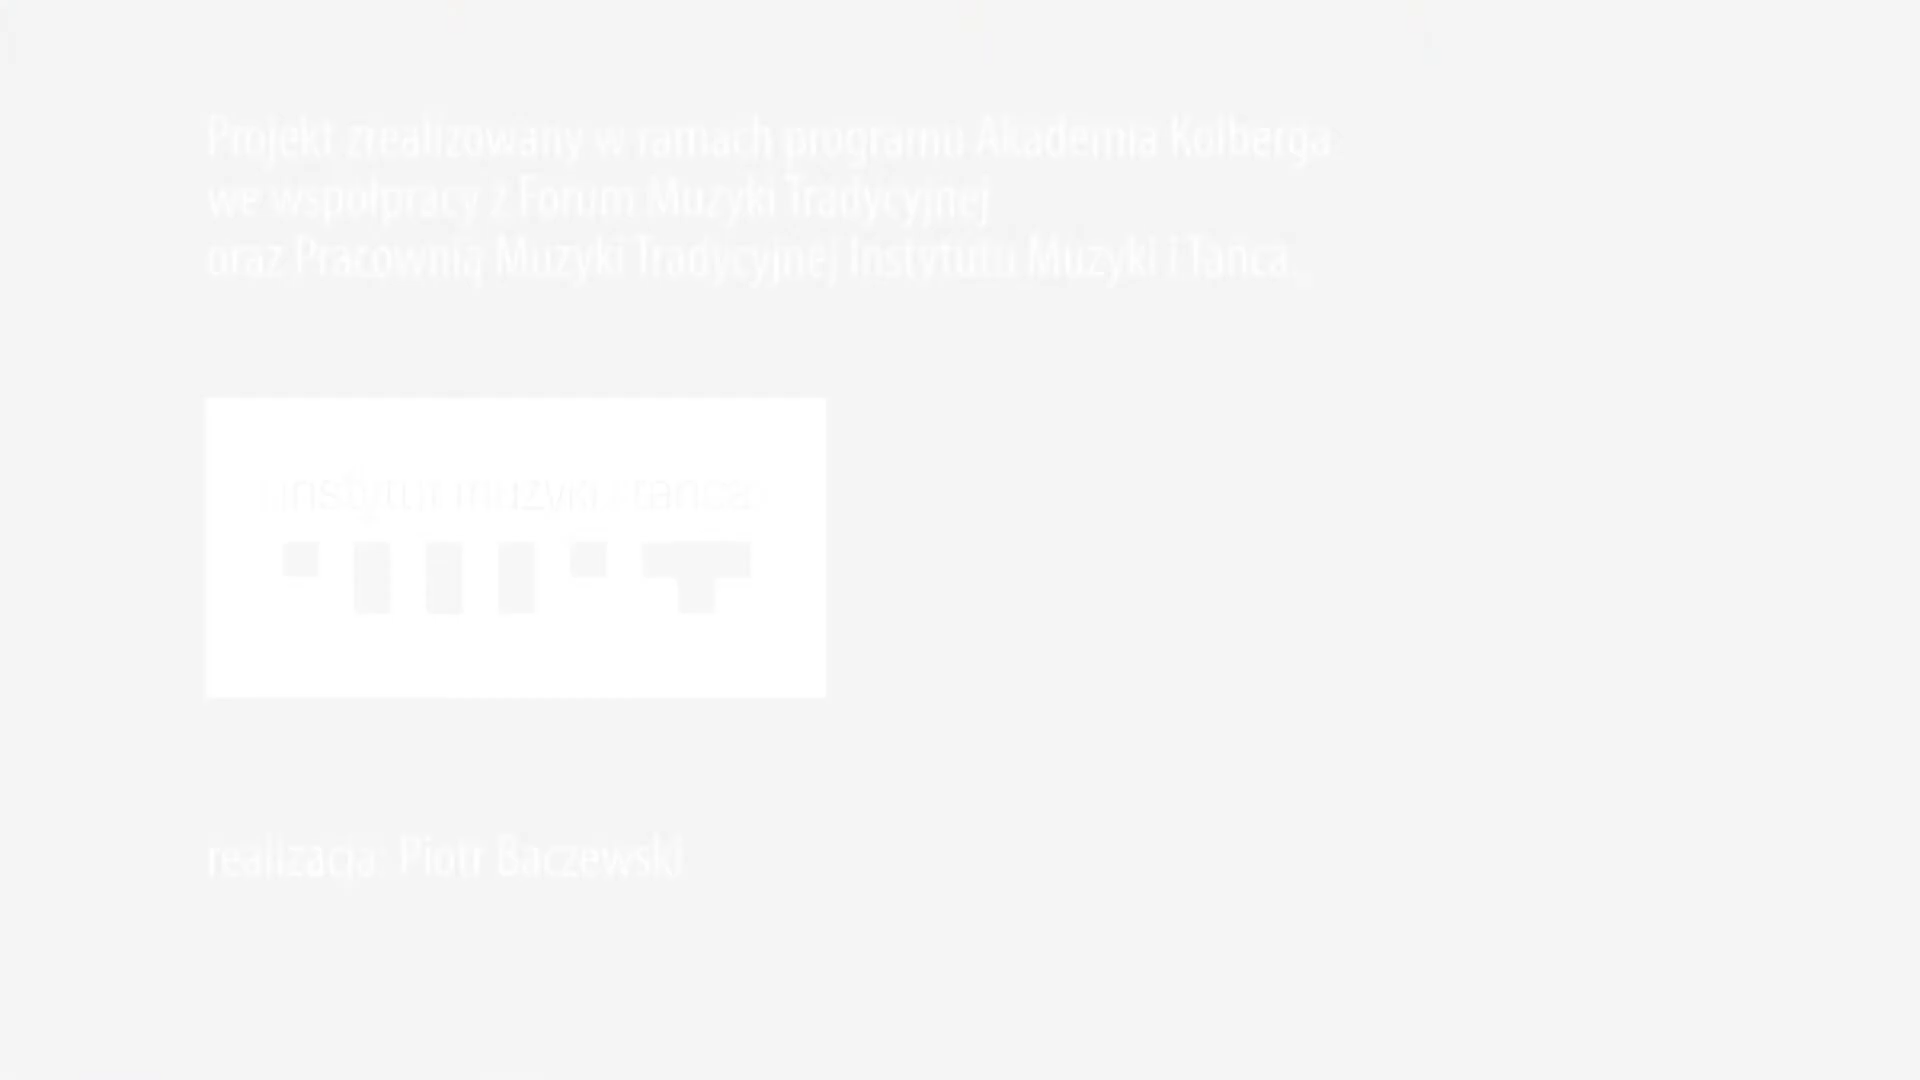 Projekt zrealizowany w ramach programu Akademia Kolberga
we współpracy z Forum Muzyki Tradycyjnej
oraz Pracownią Muzyki Tradycyjnej Instytutu Muzyki i Tańca.
instytut muzyki i tańca
realizacja: Piotr Baczewski